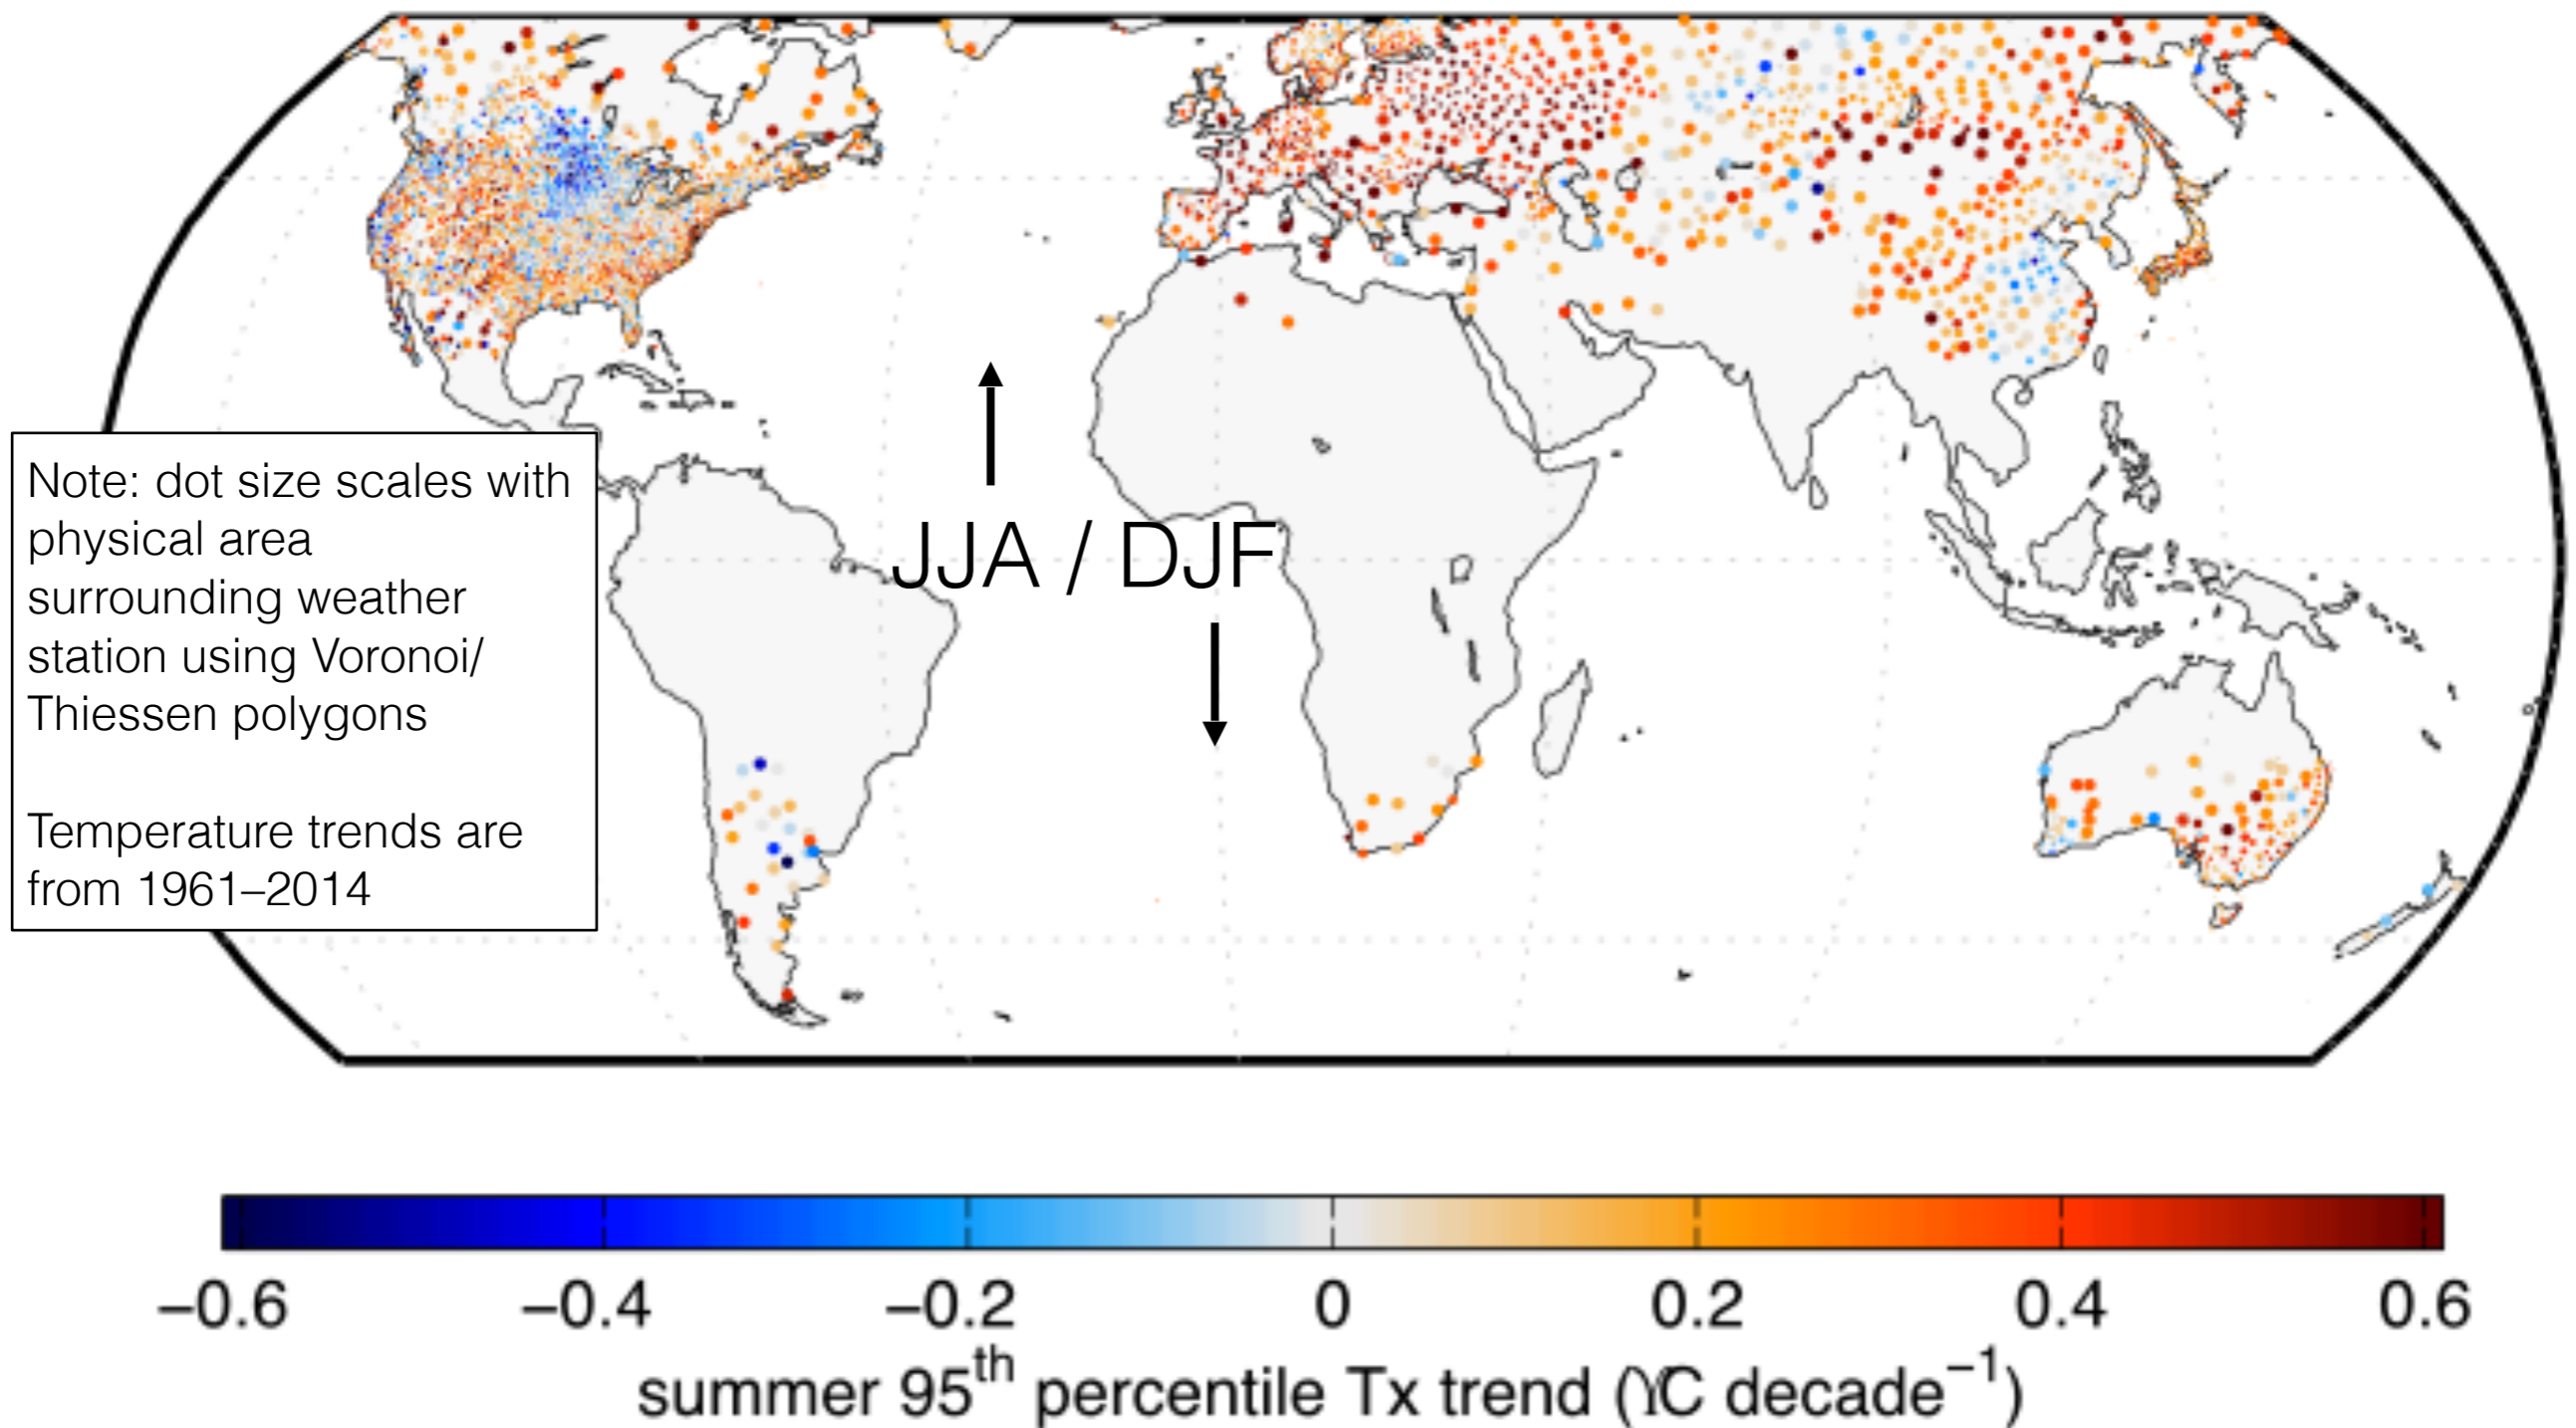 JJA / DJF
Note: dot size scales with
physical area
surrounding weather
station using Voronoi/
Thiessen polygons
Temperature trends are
from 1961–2014
−0.6 −0.4 −0.2 0 0.2 0.4 0.6
summer 95th percentile Tx trend (ϒC decade−1)